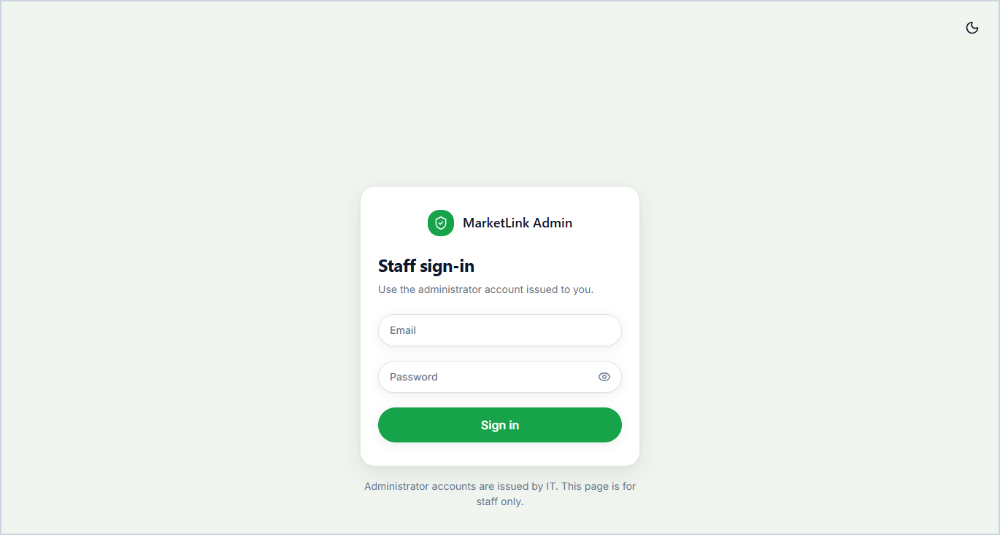 MarketLink Admin
Staff sign-in
Use the administrator account issued to you.
Email
Password
Sign in
Administrator accounts are issued by IT. This page is for
staff only.